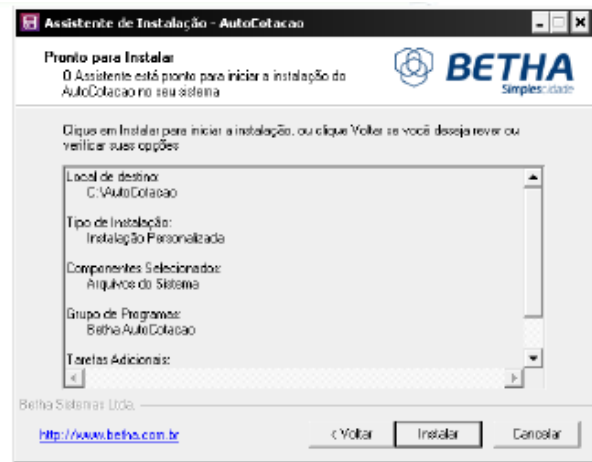 Assistente de Instalação - AutoCotacao
Pronto para Instalar
O Assistente está pronto para iniciar a instalação do
AutoCotacao no seu sistema
BETHA
Simplescidade
Clique em Instalar para iniciar a instalação, ou clique Voltar se você deseja rever ou
verificar suas opções
Local de destino:
C:\AutoCotacao
Tipo de Instalação:
Instalação Personalizada
Componentes Selecionados:
Arquivos do Sistema
Grupo de Programas:
Betha AutoCotacao
Tarefas Adicionais:
Betha Sistemas Ltda.
http://www.betha.com.br
< Voltar
Instalar
Cancelar